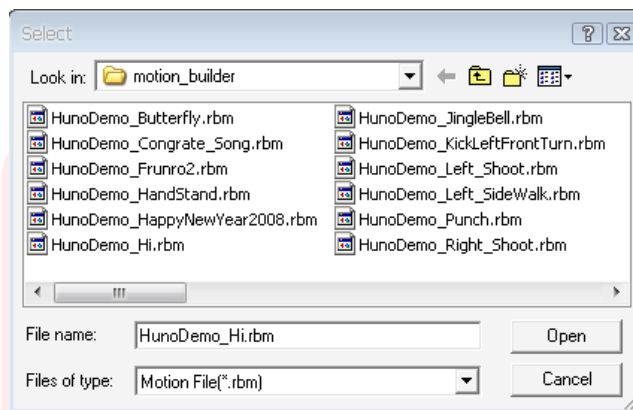 Select
Look in: motion_builder
HunoDemo_Butterfly.rbm
HunoDemo_Congrate_Song.rbm
HunoDemo_Frunro2.rbm
HunoDemo_HandStand.rbm
HunoDemo_HappyNewYear2008.rbm
HunoDemo_Hi.rbm
HunoDemo_JingleBell.rbm
HunoDemo_KickLeftFrontTurn.rbm
HunoDemo_Left_Shoot.rbm
HunoDemo_Left_SideWalk.rbm
HunoDemo_Punch.rbm
HunoDemo_Right_Shoot.rbm
File name: HunoDemo_Hi.rbm Open
Files of type: Motion File(*.rbm) Cancel